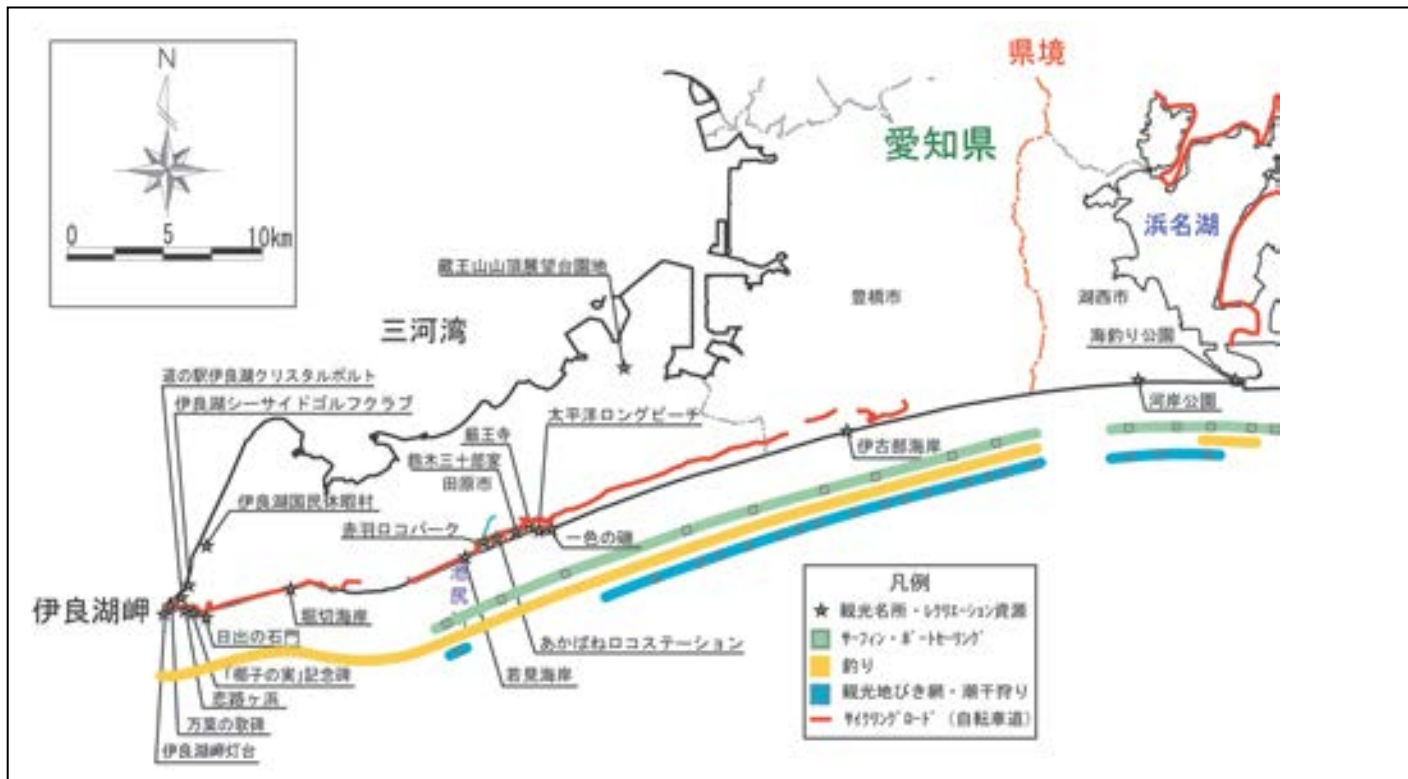 N
0 5 10km
県境
愛知県
浜名湖
蔵王山山頂展望台園地
豊橋市
湖西市
三河湾
海釣り公園
道の駅伊良湖クリスタルポルト
伊良湖シーサイドゴルフクラブ
太平洋ロングビーチ
河岸公園
医王寺
鈴木三十郎家
伊古部海岸
田原市
伊良湖国民休暇村
赤羽ロコパーク
一色の磯
池尻
伊良湖岬
堀切海岸
日出の石門
あかばねロコステーション
「椰子の実」記念碑
若見海岸
恋路ヶ浜
万葉の歌碑
伊良湖岬灯台
凡例
観光名所・レクリエーション資源
サーフィン・ボートセーリング
釣り
観光地びき網・潮干狩り
サイクリングロード（自転車道）